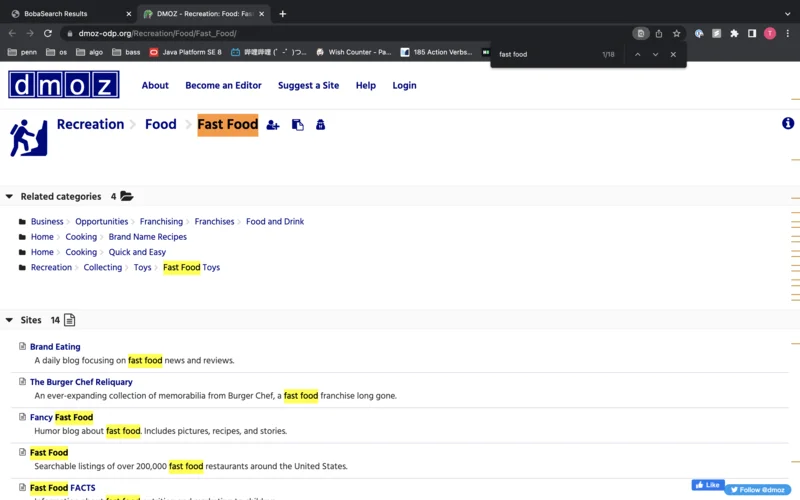 BobaSearch Results
DMOZ - Recreation: Food: Fas
dmoz-odp.org/Recreation/Food/Fast_Food/
penn os algo bass Java Platform SE 8 Wish Counter - Pa... 185 Action Verbs...
fast food 1/18
dmoz About Become an Editor Suggest a Site Help Login
Recreation Food Fast Food
Related categories 4
Business Opportunities Franchising Franchises Food and Drink
Home Cooking Brand Name Recipes
Home Cooking Quick and Easy
Recreation Collecting Toys Fast Food Toys
Sites 14
Brand Eating
A daily blog focusing on fast food news and reviews.
The Burger Chef Reliquary
An ever-expanding collection of memorabilia from Burger Chef, a fast food franchise long gone.
Fancy Fast Food
Humor blog about fast food. Includes pictures, recipes, and stories.
Fast Food
Searchable listings of over 200,000 fast food restaurants around the United States.
Fast Food FACTS
Like Follow @dmoz